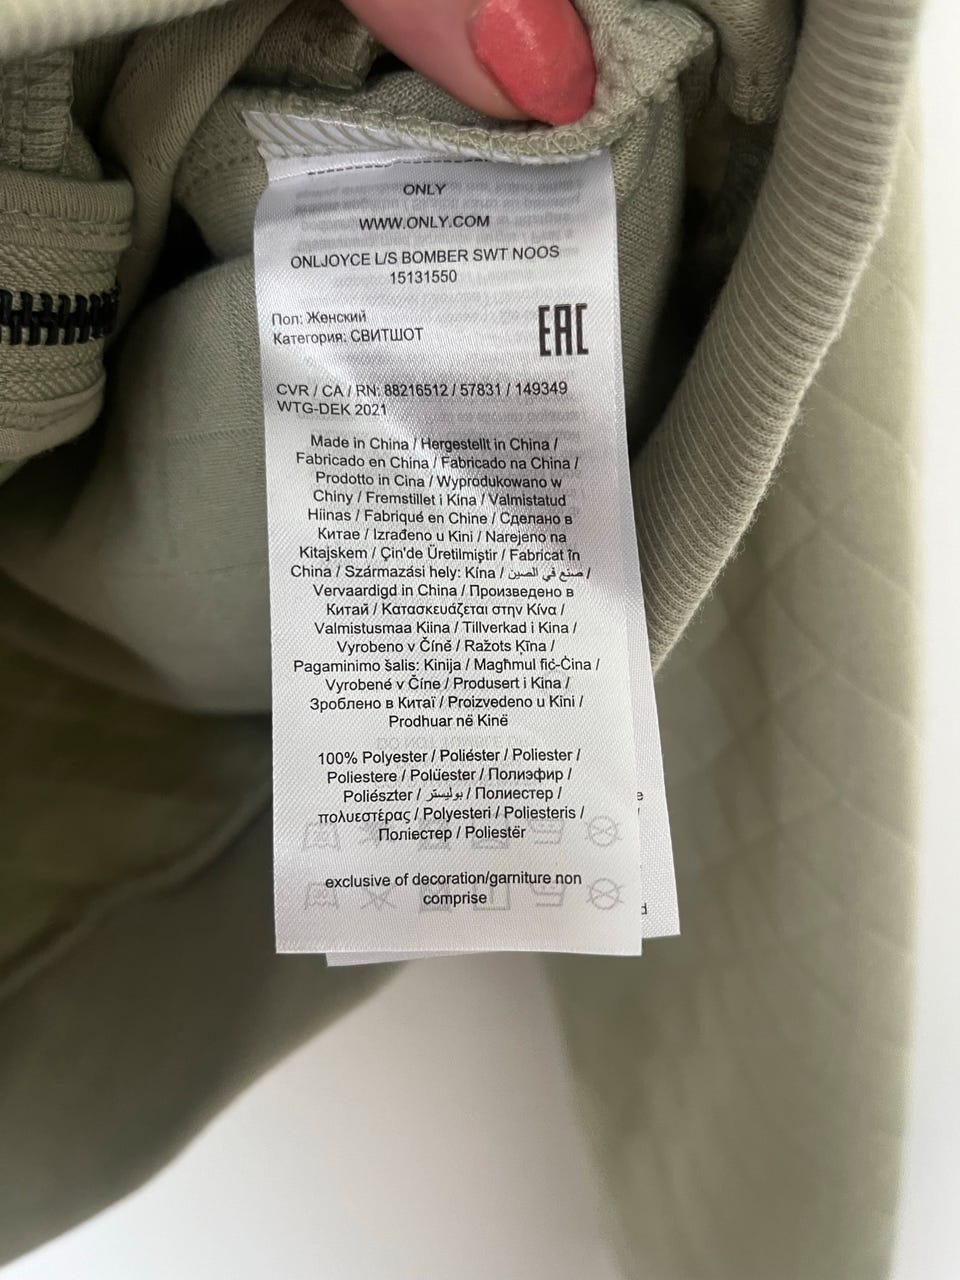 ONLY
WWW.ONLY.COM
ONLJOYCE L/S BOMBER SWT NOOS
15131550
Пол: Женский
Категория: СВИТШОТ
EAC
CVR / CA / RN: 88216512 / 57831 / 149349
WTG-DEK 2021
Made in China / Hergestellt in China /
Fabricado en China / Fabricado na China /
Prodotto in Cina / Wyprodukowano w
Chiny / Fremstillet i Kina / Valmistatud
Hiinas / Fabriqué en Chine / Сделано в
Китае / Izrađeno u Kini / Narejeno na
Kitajskem / Çin'de Üretilmiştir / Fabricat în
China / Származási hely: Kína / صنع في الصين /
Vervaardigd in China / Произведено в
Китай / Κατασκευάζεται στην Κίνα /
Valmistusmaa Kiina / Tillverkad i Kina /
Vyrobeno v Číně / Ražots Ķīna /
Pagaminimo šalis: Kinija / Magħmul fiċ-Ċina /
Vyrobené v Číne / Produsert i Kina /
Зроблено в Китаї / Proizvedeno u Kini /
Prodhuar në Kinë
100% Polyester / Poliéster / Poliester /
Poliestere / Polüester / Полиэфир /
Poliészter / بوليستر / Полиестер /
πολυεστέρας / Polyesteri / Poliesteris /
Поліестер / Poliestër
exclusive of decoration/garniture non
comprise